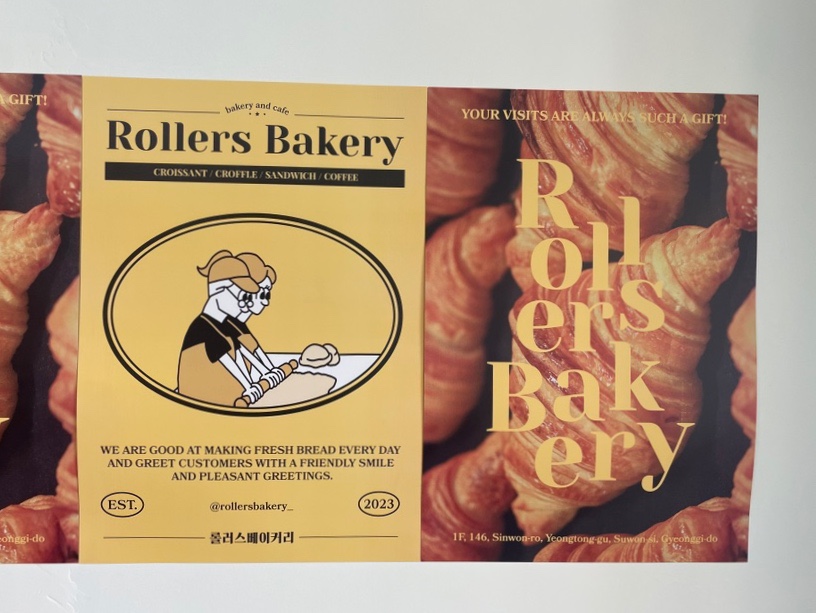 A GIFT!
eonggi-do
bakery and cafe
Rollers Bakery
CROISSANT / CROFFLE / SANDWICH / COFFEE
WE ARE GOOD AT MAKING FRESH BREAD EVERY DAY
AND GREET CUSTOMERS WITH A FRIENDLY SMILE
AND PLEASANT GREETINGS.
EST.
@rollersbakery_
2023
롤러스베이커리
YOUR VISITS ARE ALWAYS SUCH A GIFT!
R
oll
ers
Bak
ery
1F, 146, Sinwon-ro, Yeongtong-gu, Suwon-si, Gyeonggi-do